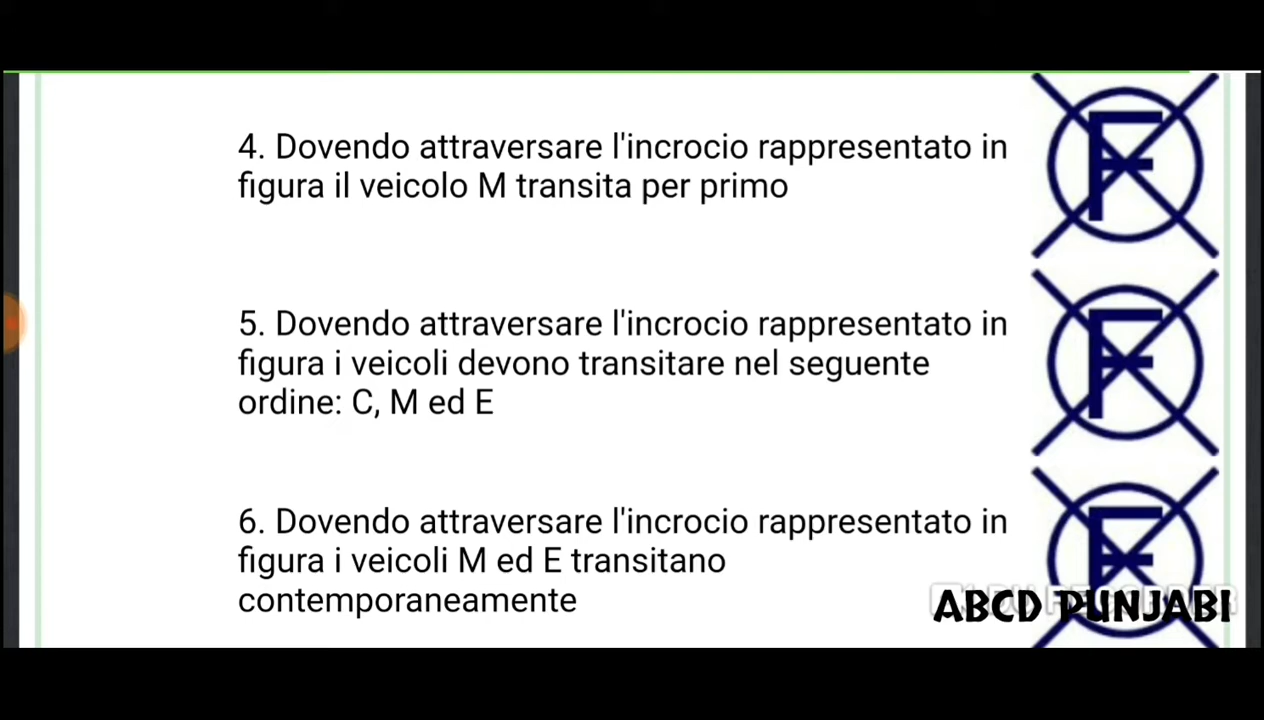 4. Dovendo attraversare l'incrocio rappresentato in
figura il veicolo M transita per primo
F
5. Dovendo attraversare l'incrocio rappresentato in
figura i veicoli devono transitare nel seguente
ordine: C, M ed E
F
6. Dovendo attraversare l'incrocio rappresentato in
figura i veicoli M ed E transitano
contemporaneamente
F
ABCD PUNJABI